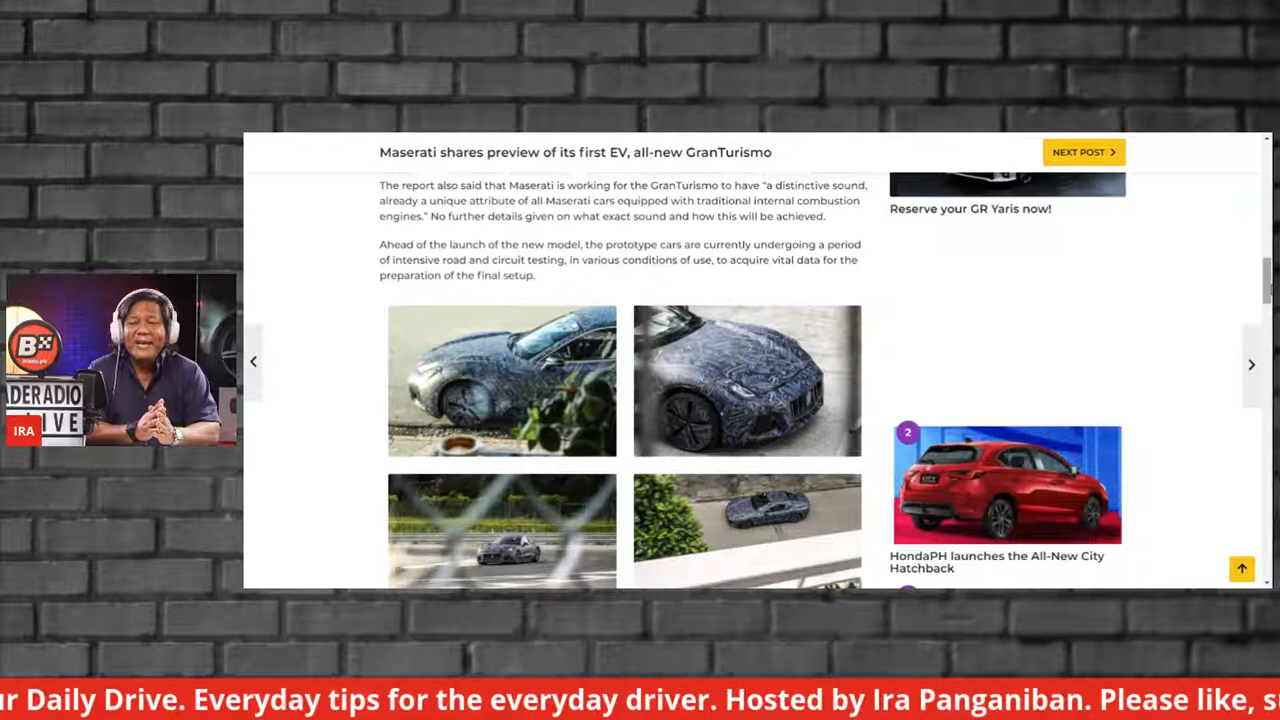 Maserati shares preview of its first EV, all-new GranTurismo
NEXT POST
The report also said that Maserati is working for the GranTurismo to have “a distinctive sound,
already a unique attribute of all Maserati cars equipped with traditional internal combustion
engines.” No further details given on what exact sound and how this will be achieved.
Ahead of the launch of the new model, the prototype cars are currently undergoing a period
of intensive road and circuit testing, in various conditions of use, to acquire vital data for the
preparation of the final setup.
Reserve your GR Yaris now!
2
CITY
HondaPH launches the All-New City
Hatchback
B
Blade.ph
ADERADIO
IVE
IRA
ur Daily Drive. Everyday tips for the everyday driver. Hosted by Ira Panganiban. Please like, s